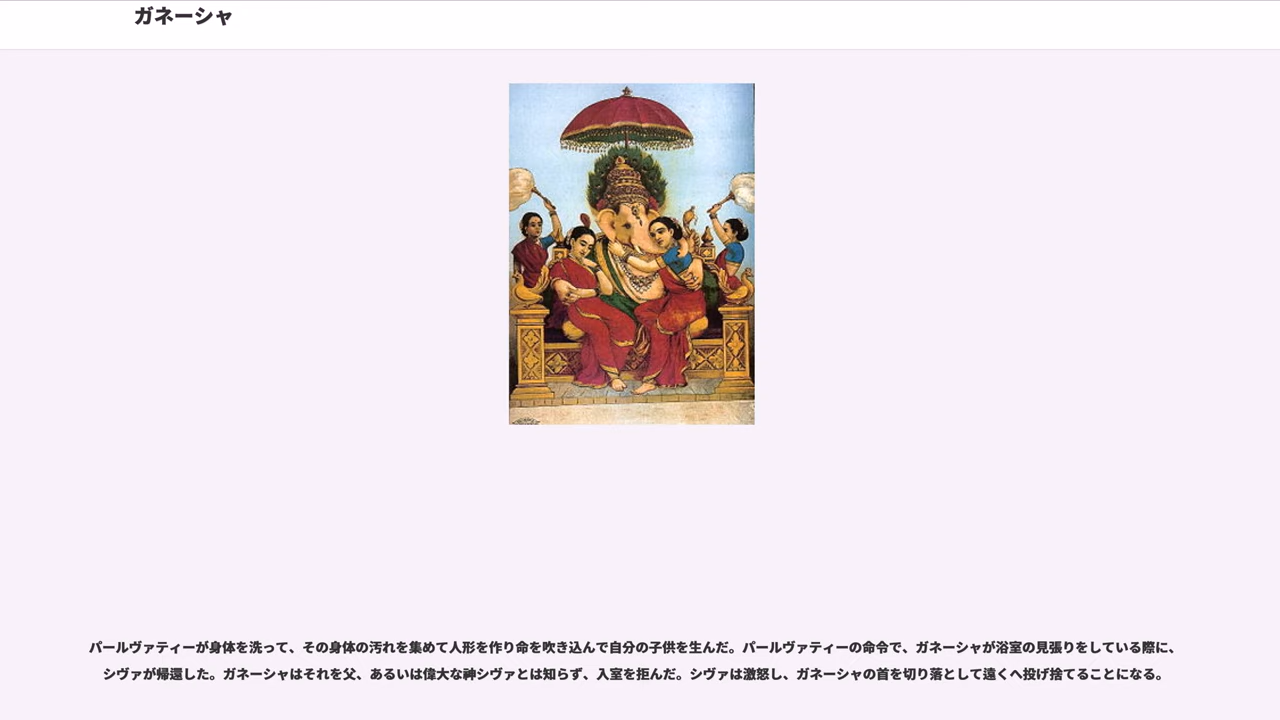 ガネーシャ
パールヴァティーが身体を洗って、その身体の汚れを集めて人形を作り命を吹き込んで自分の子供を生んだ。パールヴァティーの命令で、ガネーシャが浴室の見張りをしている際に、
シヴァが帰還した。ガネーシャはそれを父、あるいは偉大な神シヴァとは知らず、入室を拒んだ。シヴァは激怒し、ガネーシャの首を切り落として遠くへ投げ捨てることになる。